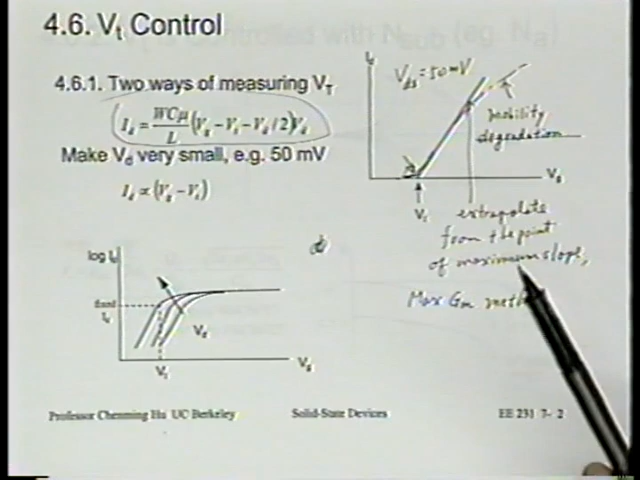 4.6. Vt Control
4.6.1. Two ways of measuring VT
Id = WCμ/L (Vg − Vt − Vd/2)Vd
Make Vd very small, e.g. 50 mV
Id ∝ (Vg − Vt)
Id
Vds = 50mV
mobility
degradation
Vg
Vt
extrapolate
from the point
of maximum slope,
Max Gm
log Id
fixed
Id
Vd
Vt
Vg
Professor Chenming Hu UC Berkeley
Solid-State Devices
EE 231 7- 2